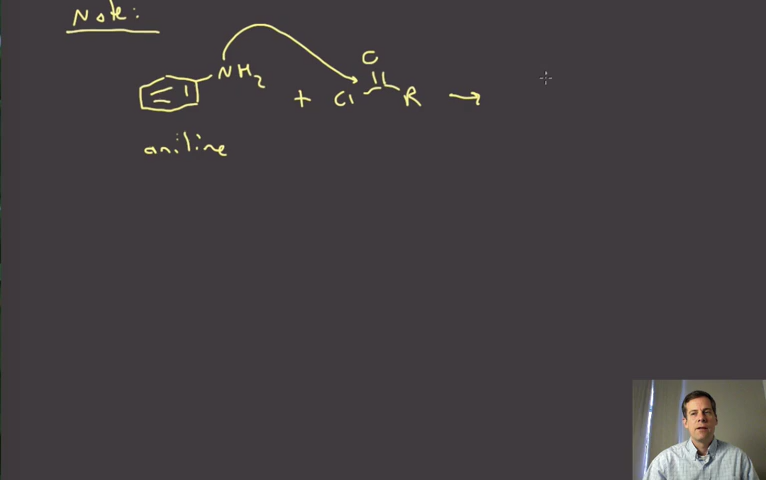 Note:
O
NH2
+ Cl R →
aniline